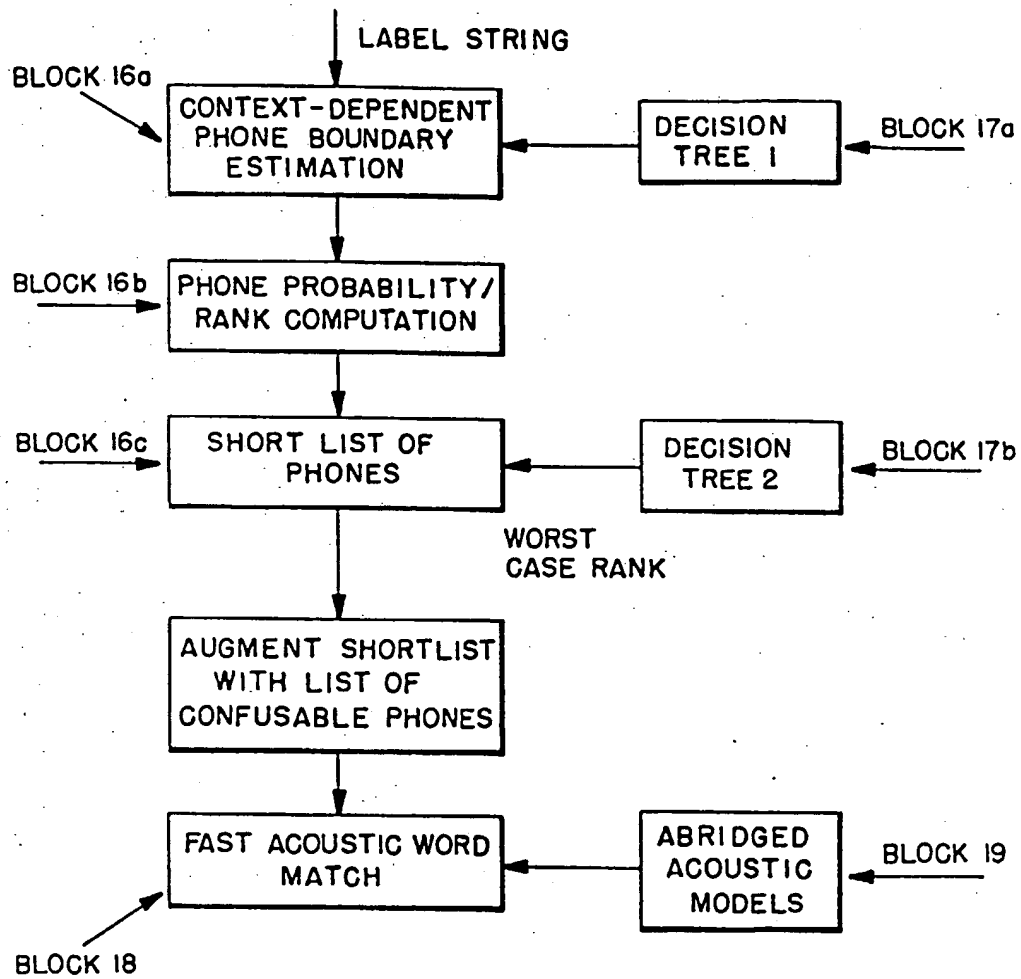 LABEL STRING
BLOCK 16a
CONTEXT-DEPENDENT
PHONE BOUNDARY
ESTIMATION
DECISION
TREE 1
BLOCK 17a
BLOCK 16b
PHONE PROBABILITY/
RANK COMPUTATION
BLOCK 16c
SHORT LIST OF
PHONES
DECISION
TREE 2
BLOCK 17b
WORST
CASE RANK
AUGMENT SHORTLIST
WITH LIST OF
CONFUSABLE PHONES
FAST ACOUSTIC WORD
MATCH
ABRIDGED
ACOUSTIC
MODELS
BLOCK 19
BLOCK 18